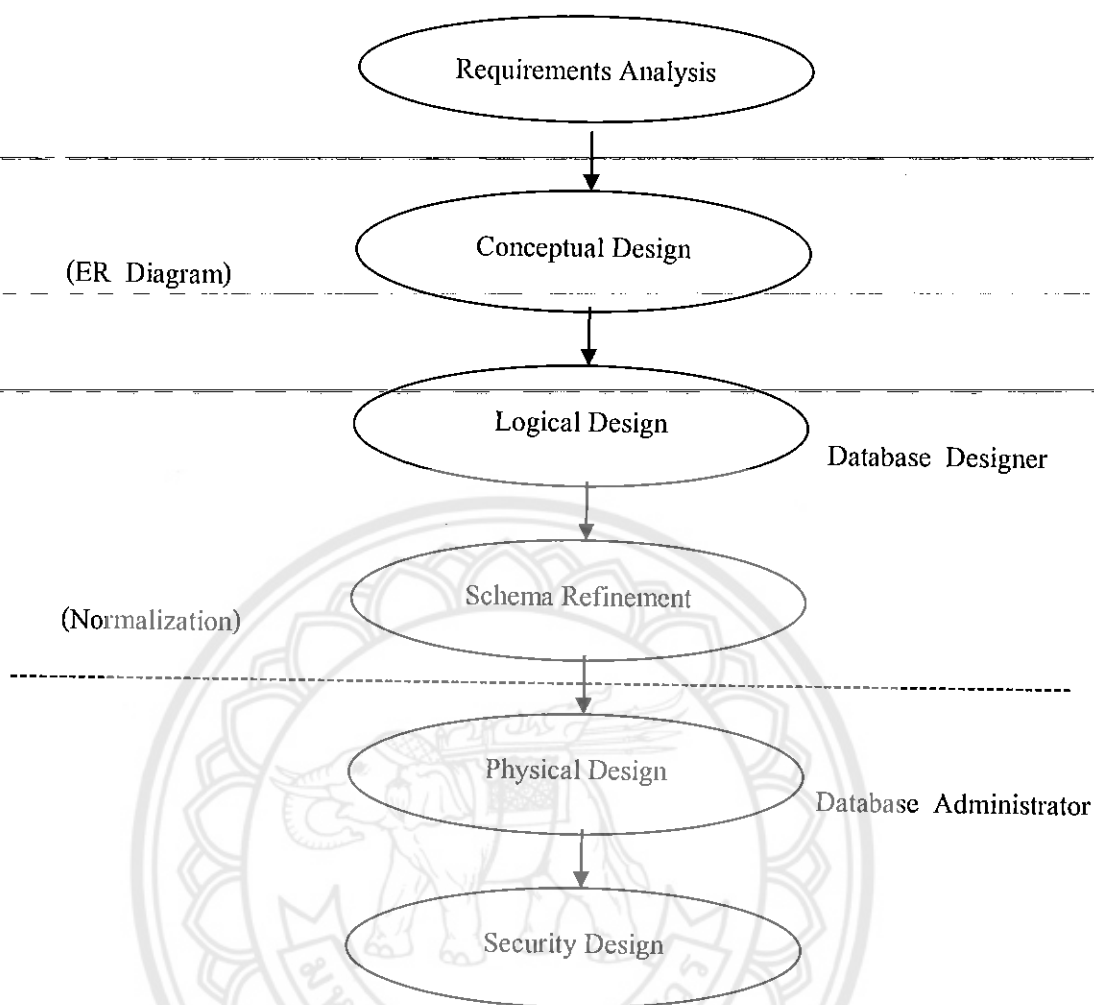 Requirements Analysis
Conceptual Design
(ER Diagram)
Logical Design
Database Designer
Schema Refinement
(Normalization)
Physical Design
Database Administrator
Security Design